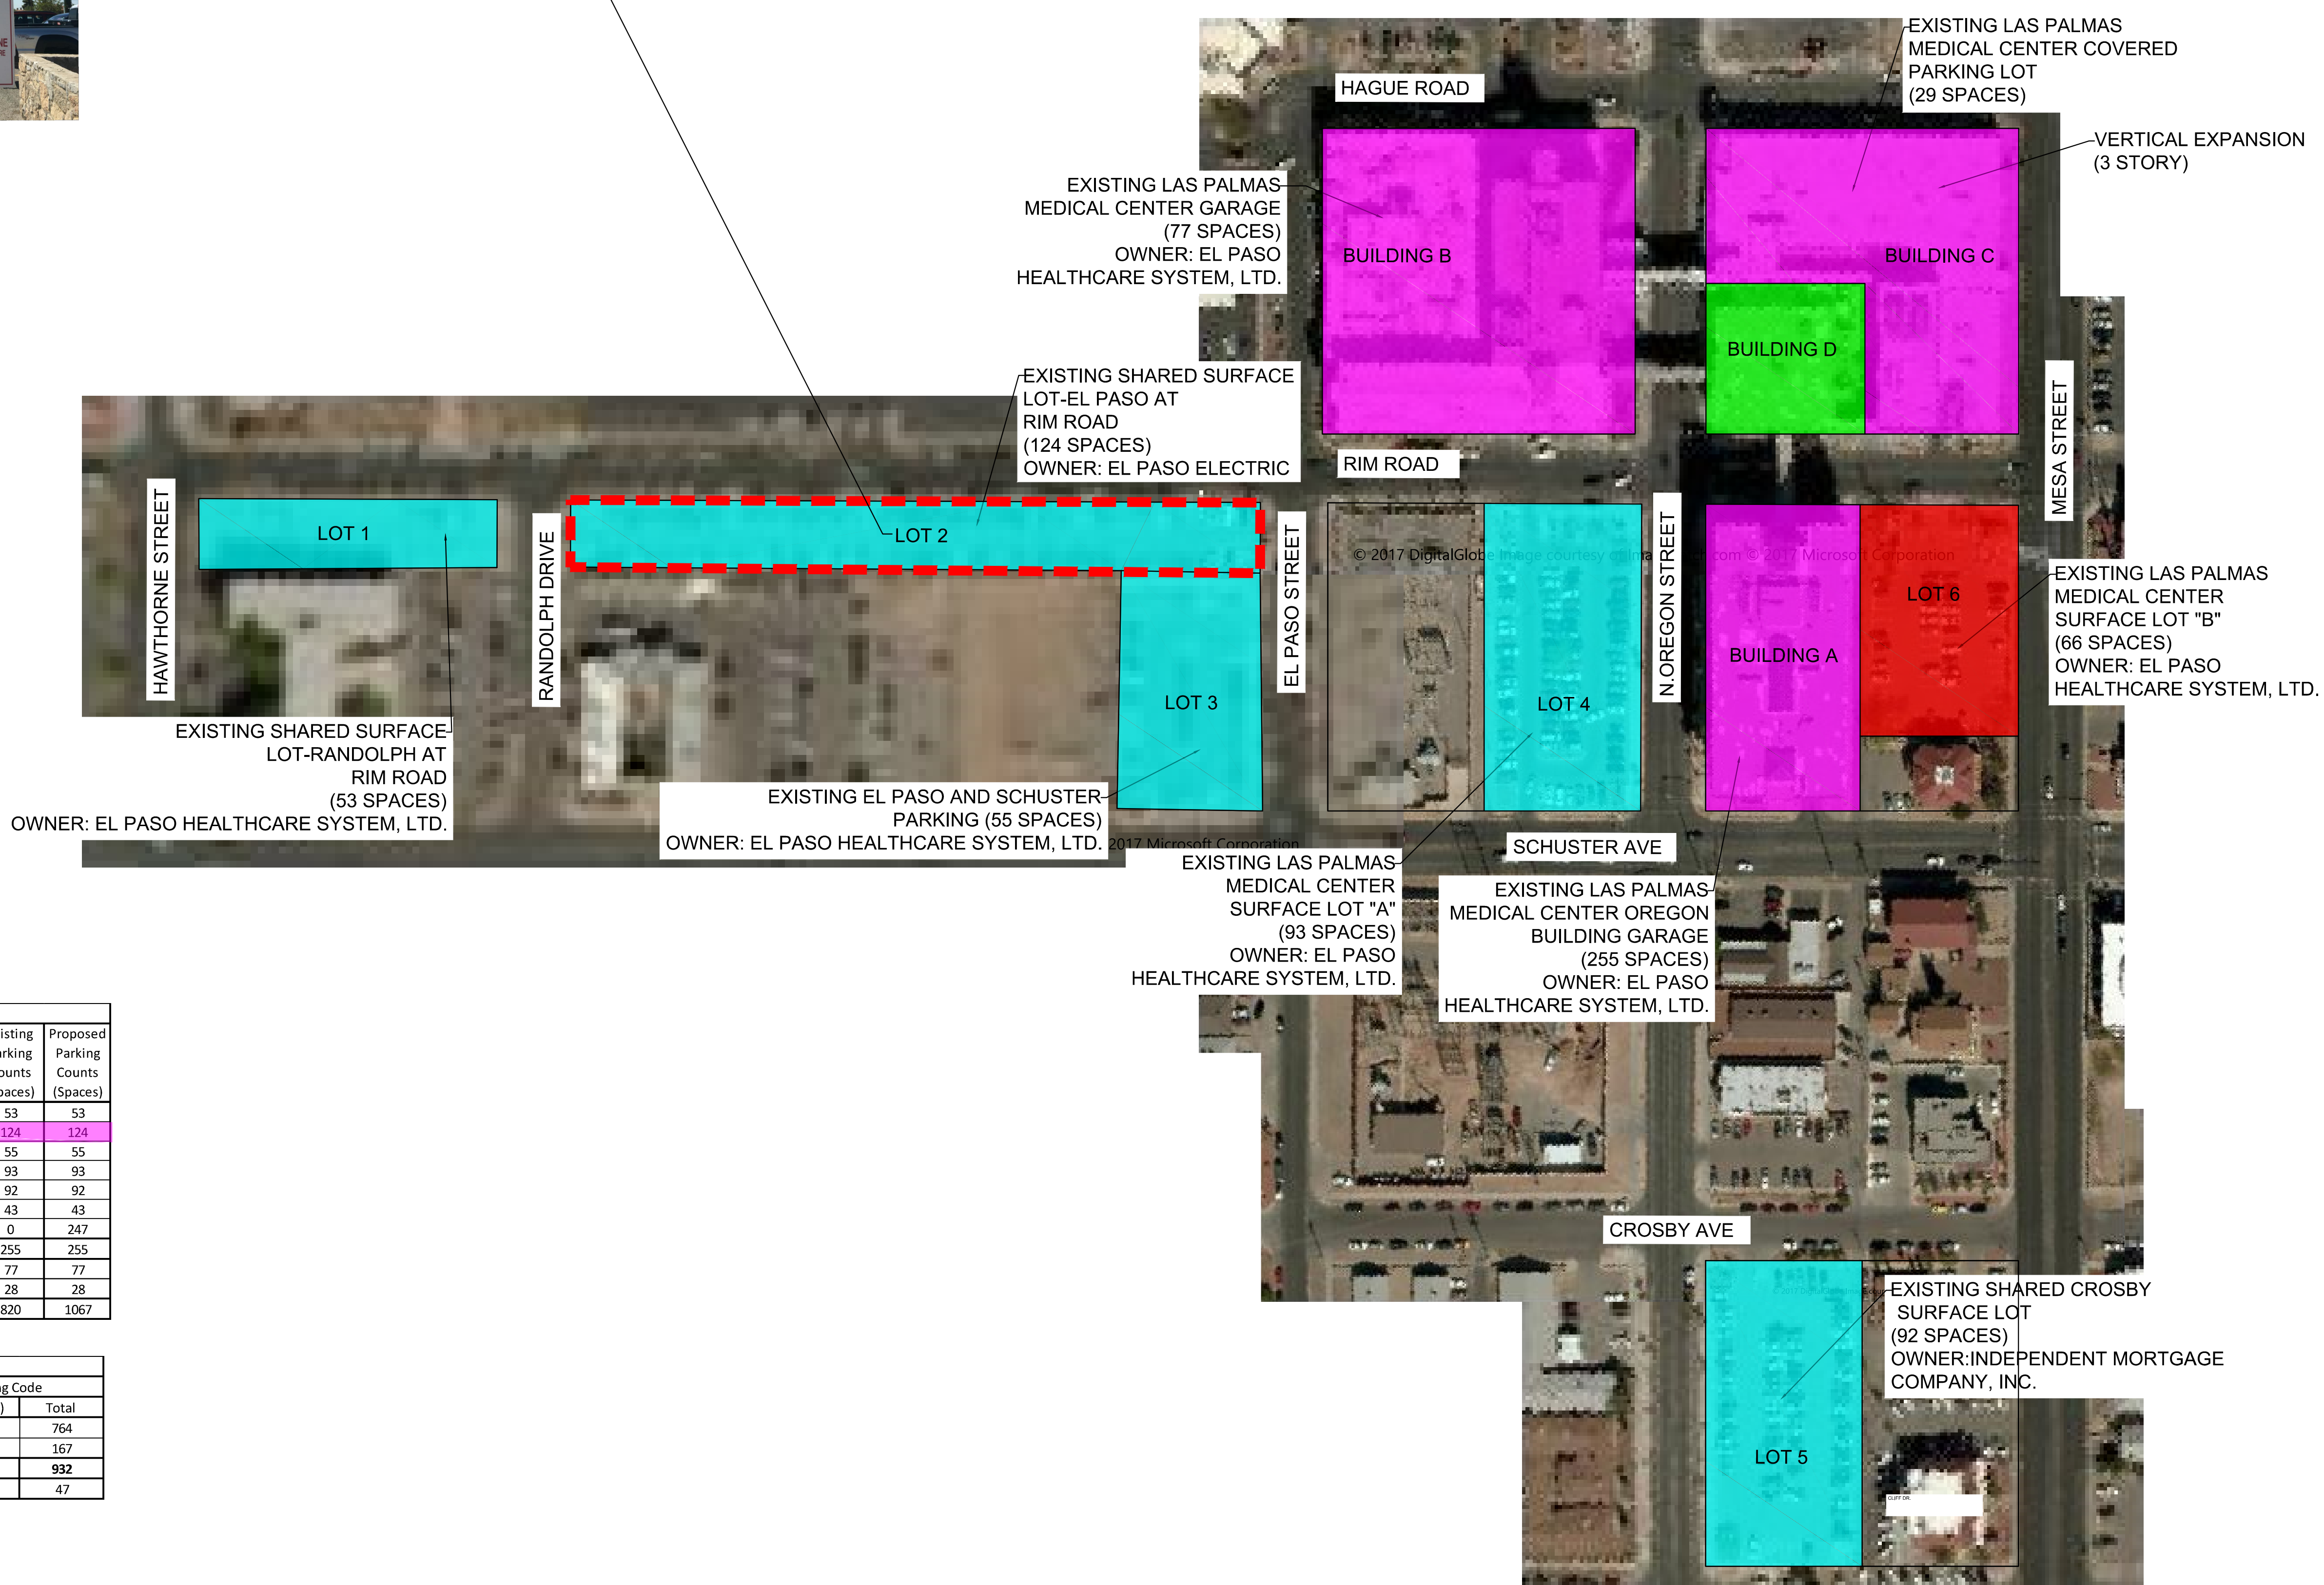 EXISTING LAS PALMAS
MEDICAL CENTER COVERED
PARKING LOT
(29 SPACES)
HAGUE ROAD
VERTICAL EXPANSION
(3 STORY)
EXISTING LAS PALMAS
MEDICAL CENTER GARAGE
(77 SPACES)
OWNER: EL PASO
HEALTHCARE SYSTEM, LTD.
BUILDING B
BUILDING C
BUILDING D
MESA STREET
EXISTING SHARED SURFACE
LOT-EL PASO AT
RIM ROAD
(124 SPACES)
OWNER: EL PASO ELECTRIC
RIM ROAD
HAWTHORNE STREET
LOT 1
RANDOLPH DRIVE
LOT 2
EL PASO STREET
© 2017 DigitalGlobe Image courtesy of
.com © 2017 Microsoft Corporation
N.OREGON STREET
LOT 3
LOT 4
BUILDING A
LOT 6
EXISTING LAS PALMAS
MEDICAL CENTER
SURFACE LOT "B"
(66 SPACES)
OWNER: EL PASO
HEALTHCARE SYSTEM, LTD.
EXISTING SHARED SURFACE
LOT-RANDOLPH AT
RIM ROAD
(53 SPACES)
OWNER: EL PASO HEALTHCARE SYSTEM, LTD.
EXISTING EL PASO AND SCHUSTER
PARKING (55 SPACES)
OWNER: EL PASO HEALTHCARE SYSTEM, LTD.
2017 Microsoft Corporation
SCHUSTER AVE
EXISTING LAS PALMAS
MEDICAL CENTER
SURFACE LOT "A"
(93 SPACES)
OWNER: EL PASO
HEALTHCARE SYSTEM, LTD.
EXISTING LAS PALMAS
MEDICAL CENTER OREGON
BUILDING GARAGE
(255 SPACES)
OWNER: EL PASO
HEALTHCARE SYSTEM, LTD.
isting Proposed
arking Parking
ounts Counts
paces) (Spaces)
53 53
124 124
55 55
93 93
92 92
43 43
0 247
255 255
77 77
28 28
820 1067
g Code
) Total
764
167
932
47
CROSBY AVE
EXISTING SHARED CROSBY
SURFACE LOT
(92 SPACES)
OWNER:INDEPENDENT MORTGAGE
COMPANY, INC.
LOT 5
CLIFF DR.